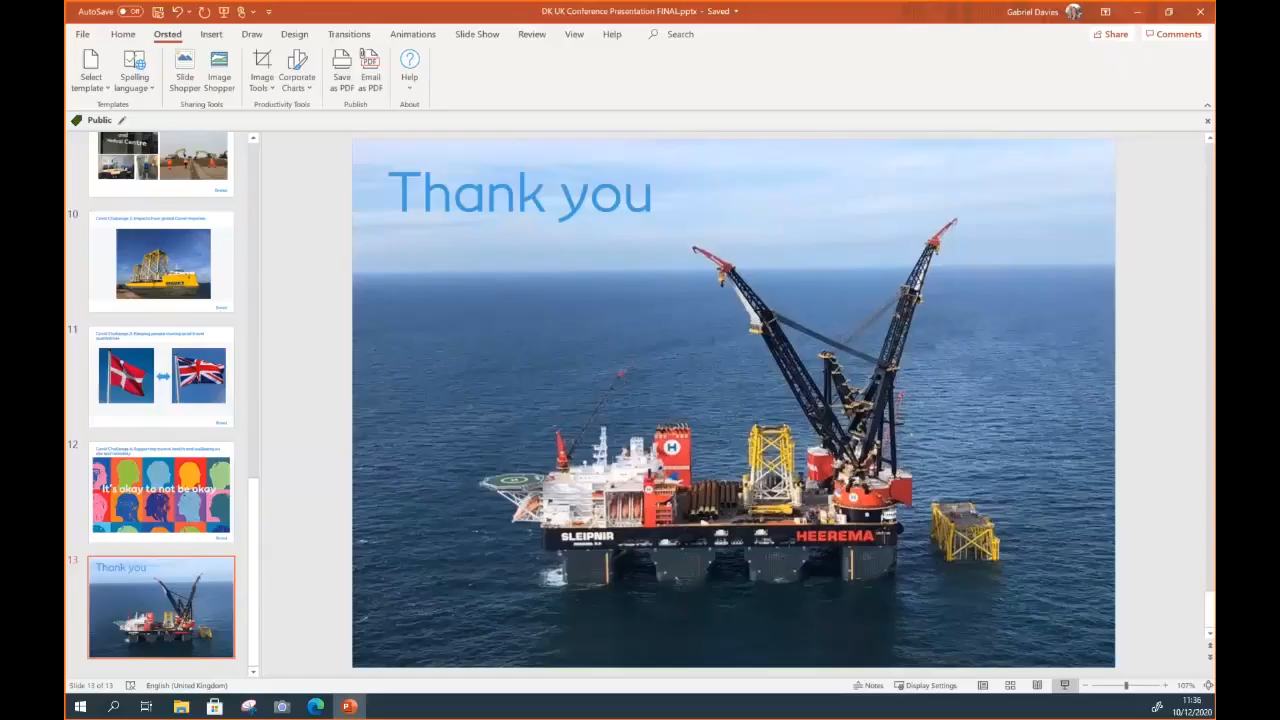 AutoSave Off
DK UK Conference Presentation FINAL.pptx - Saved
Gabriel Davies
File Home Orsted Insert Draw Design Transitions Animations Slide Show Review View Help Search
Share Comments
Select template
Spelling language
Slide Shopper
Image Shopper
Image Tools
Corporate Charts
Save as PDF
Email as PDF
Help
Templates Sharing Tools Productivity Tools Publish About
Public
and
Medical Centre
10
11
12
It's okay to not be okay
13
Thank you
Thank you
SLEIPNIR
HEEREMA
Slide 13 of 13
English (United Kingdom)
Notes
Display Settings
107%
11:36
10/12/2020